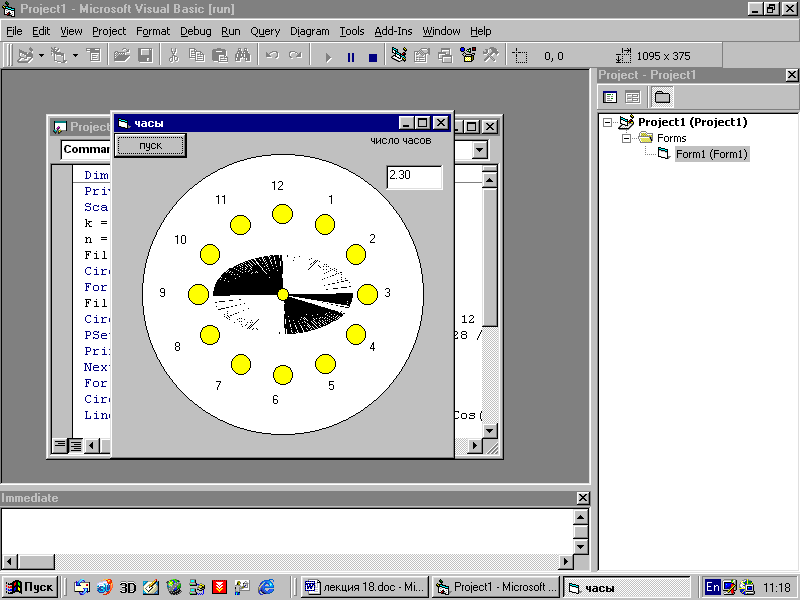 Project1 - Microsoft Visual Basic [run]
File Edit View Project Format Debug Run Query Diagram Tools Add-Ins Window Help
0, 0 1095 x 375
Project - Project1
Project1 (Project1)
Forms
Form1 (Form1)
Project
часы
пуск
число часов
2.30
Comman
Dim
Pri
Sca
k =
n =
Fil
Circ
For
Fil
Circ 12
PSe 28 /
Pri
Next
For
Circ
Line Cos(
12
1
2
3
4
5
6
7
8
9
10
11
Immediate
Пуск 3D лекция 18.doc - Mi... Project1 - Microsoft ... часы En 11:18